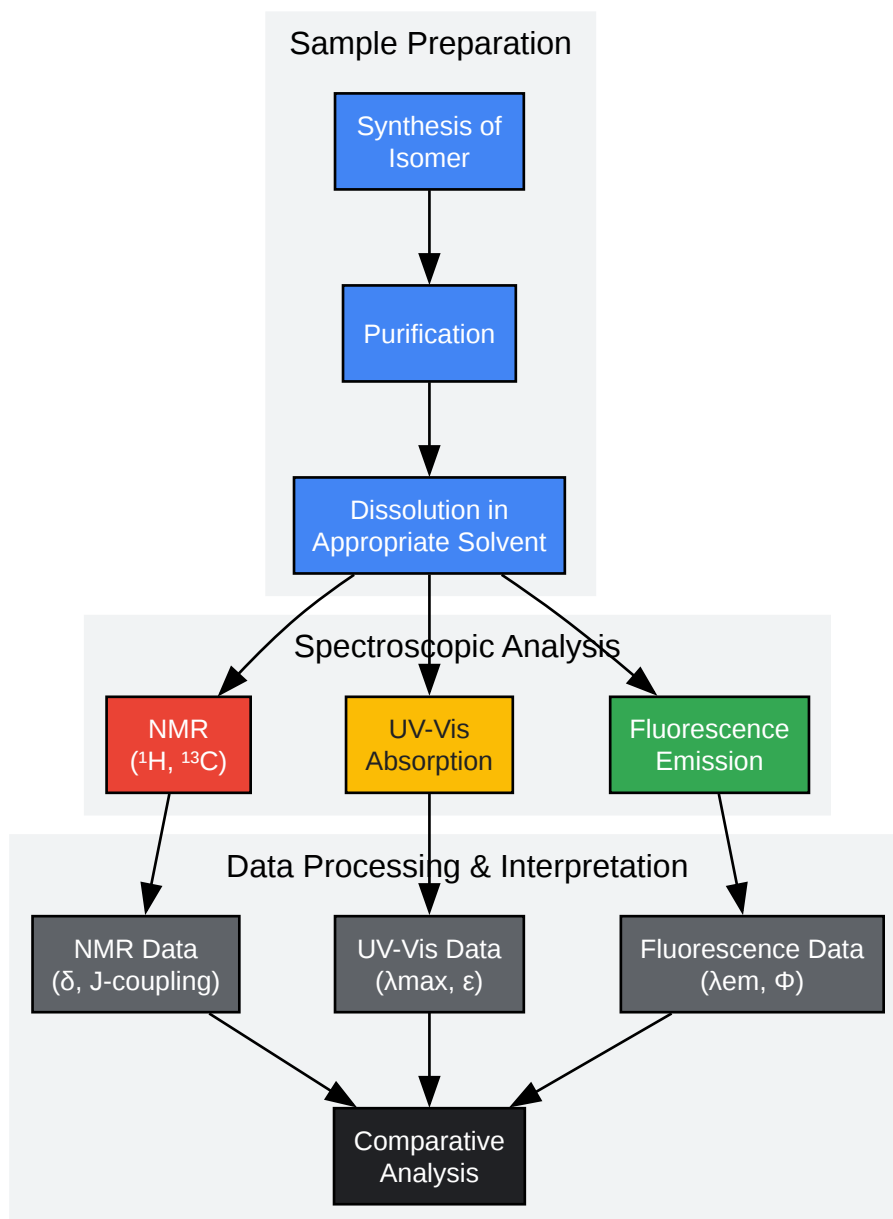 Sample Preparation
Synthesis of
Isomer
Purification
Dissolution in
Appropriate Solvent
Spectroscopic Analysis
NMR
(¹H, ¹³C)
UV-Vis
Absorption
Fluorescence
Emission
Data Processing & Interpretation
NMR Data
(δ, J-coupling)
UV-Vis Data
(λmax, ε)
Fluorescence Data
(λem, Φ)
Comparative
Analysis